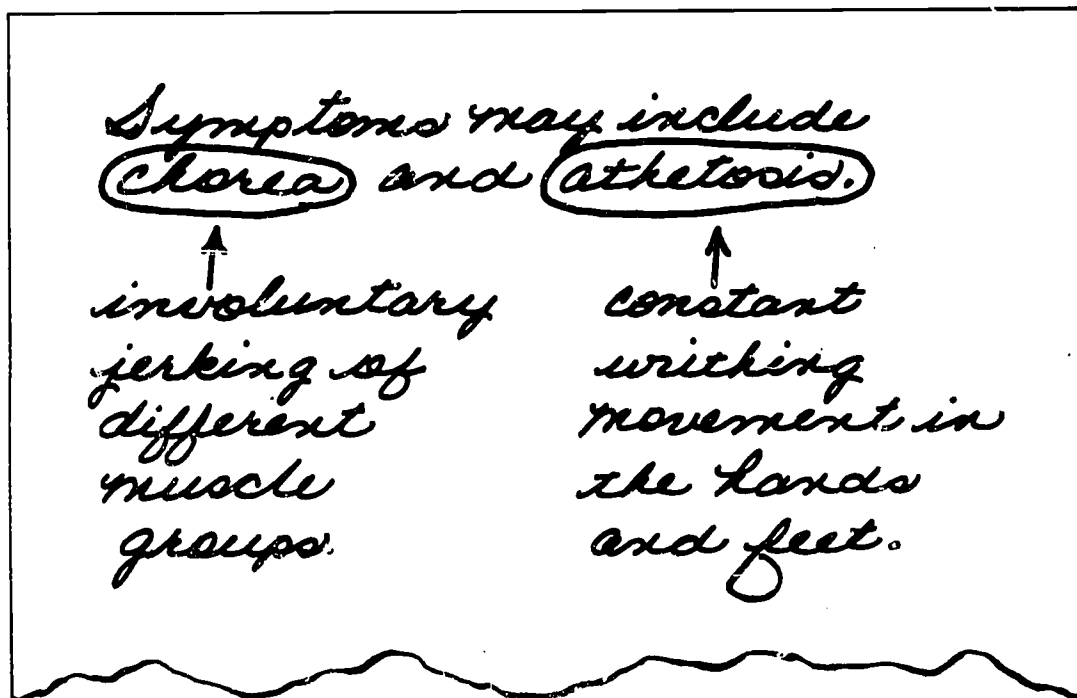 Symptoms may include
chorea and athetosis.
involuntary
jerking of
different
muscle
groups.
constant
writhing
movement in
the hands
and feet.